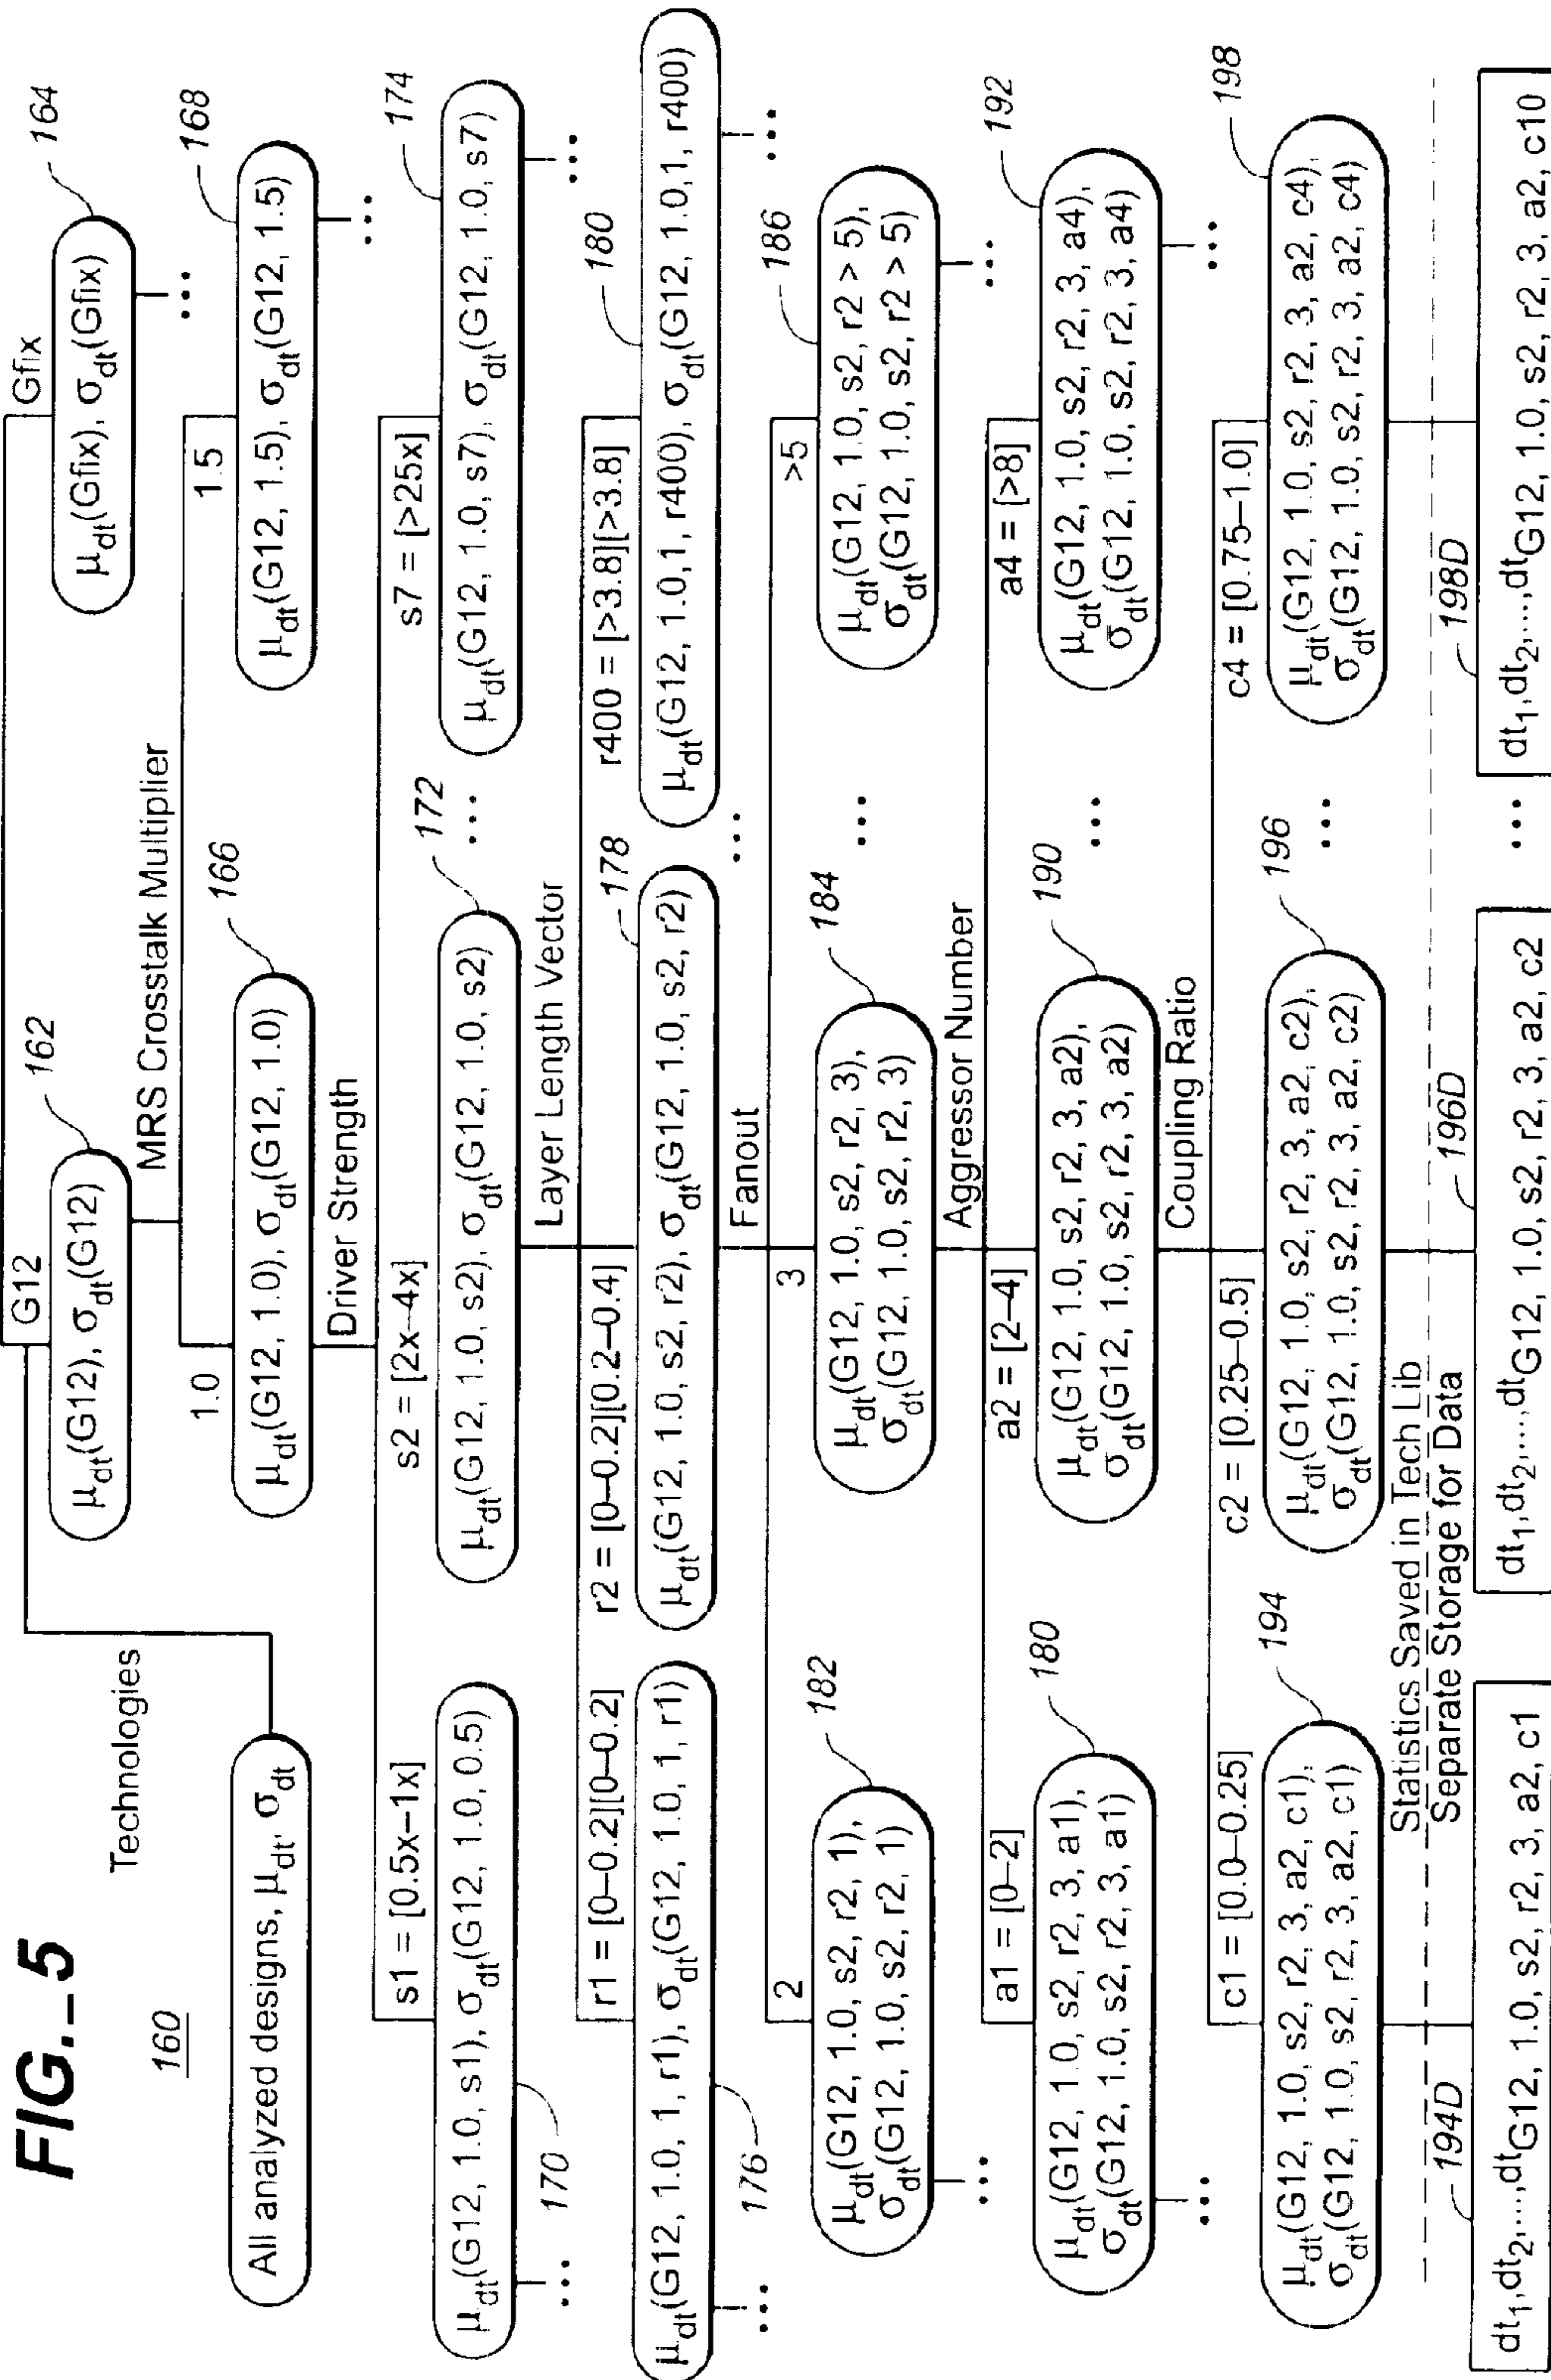 FIG._5
160
Technologies
All analyzed designs, μdt, σdt
G12
Gfix
162
μdt(G12), σdt(G12)
164
μdt(Gfix), σdt(Gfix)
...
MRS Crosstalk Multiplier
1.0
1.5
166
μdt(G12, 1.0), σdt(G12, 1.0)
168
μdt(G12, 1.5), σdt(G12, 1.5)
...
Driver Strength
s1 = [0.5x–1x]
s2 = [2x–4x]
s7 = [>25x]
μdt(G12, 1.0, s1), σdt(G12, 1.0, 0.5)
170
...
μdt(G12, 1.0, s2), σdt(G12, 1.0, s2)
172
...
μdt(G12, 1.0, s7), σdt(G12, 1.0, s7)
174
...
Layer Length Vector
r1 = [0–0.2][0–0.2]
r2 = [0–0.2][0.2–0.4]
r400 = [>3.8][>3.8]
μdt(G12, 1.0, 1, r1), σdt(G12, 1.0, 1, r1)
176
...
μdt(G12, 1.0, s2, r2), σdt(G12, 1.0, s2, r2)
178
...
μdt(G12, 1.0, 1, r400), σdt(G12, 1.0, 1, r400)
180
...
Fanout
2
3
>5
μdt(G12, 1.0, s2, r2, 1),
σdt(G12, 1.0, s2, r2, 1)
182
...
μdt(G12, 1.0, s2, r2, 3),
σdt(G12, 1.0, s2, r2, 3)
184
...
μdt(G12, 1.0, s2, r2 > 5),
σdt(G12, 1.0, s2, r2 > 5)
186
...
Aggressor Number
a1 = [0–2]
a2 = [2–4]
a4 = [>8]
μdt(G12, 1.0, s2, r2, 3, a1),
σdt(G12, 1.0, s2, r2, 3, a1)
180
...
μdt(G12, 1.0, s2, r2, 3, a2),
σdt(G12, 1.0, s2, r2, 3, a2)
190
...
μdt(G12, 1.0, s2, r2, 3, a4),
σdt(G12, 1.0, s2, r2, 3, a4)
192
...
Coupling Ratio
c1 = [0.0–0.25]
c2 = [0.25–0.5]
c4 = [0.75–1.0]
μdt(G12, 1.0, s2, r2, 3, a2, c1),
σdt(G12, 1.0, s2, r2, 3, a2, c1)
194
μdt(G12, 1.0, s2, r2, 3, a2, c2),
σdt(G12, 1.0, s2, r2, 3, a2, c2)
196
...
μdt(G12, 1.0, s2, r2, 3, a2, c4),
σdt(G12, 1.0, s2, r2, 3, a2, c4)
198
Statistics Saved in Tech Lib
Separate Storage for Data
194D
196D
198D
dt1,dt2,...,dtG12, 1.0, s2, r2, 3, a2, c1
dt1,dt2,...,dtG12, 1.0, s2, r2, 3, a2, c2
...
dt1,dt2,...,dtG12, 1.0, s2, r2, 3, a2, c10